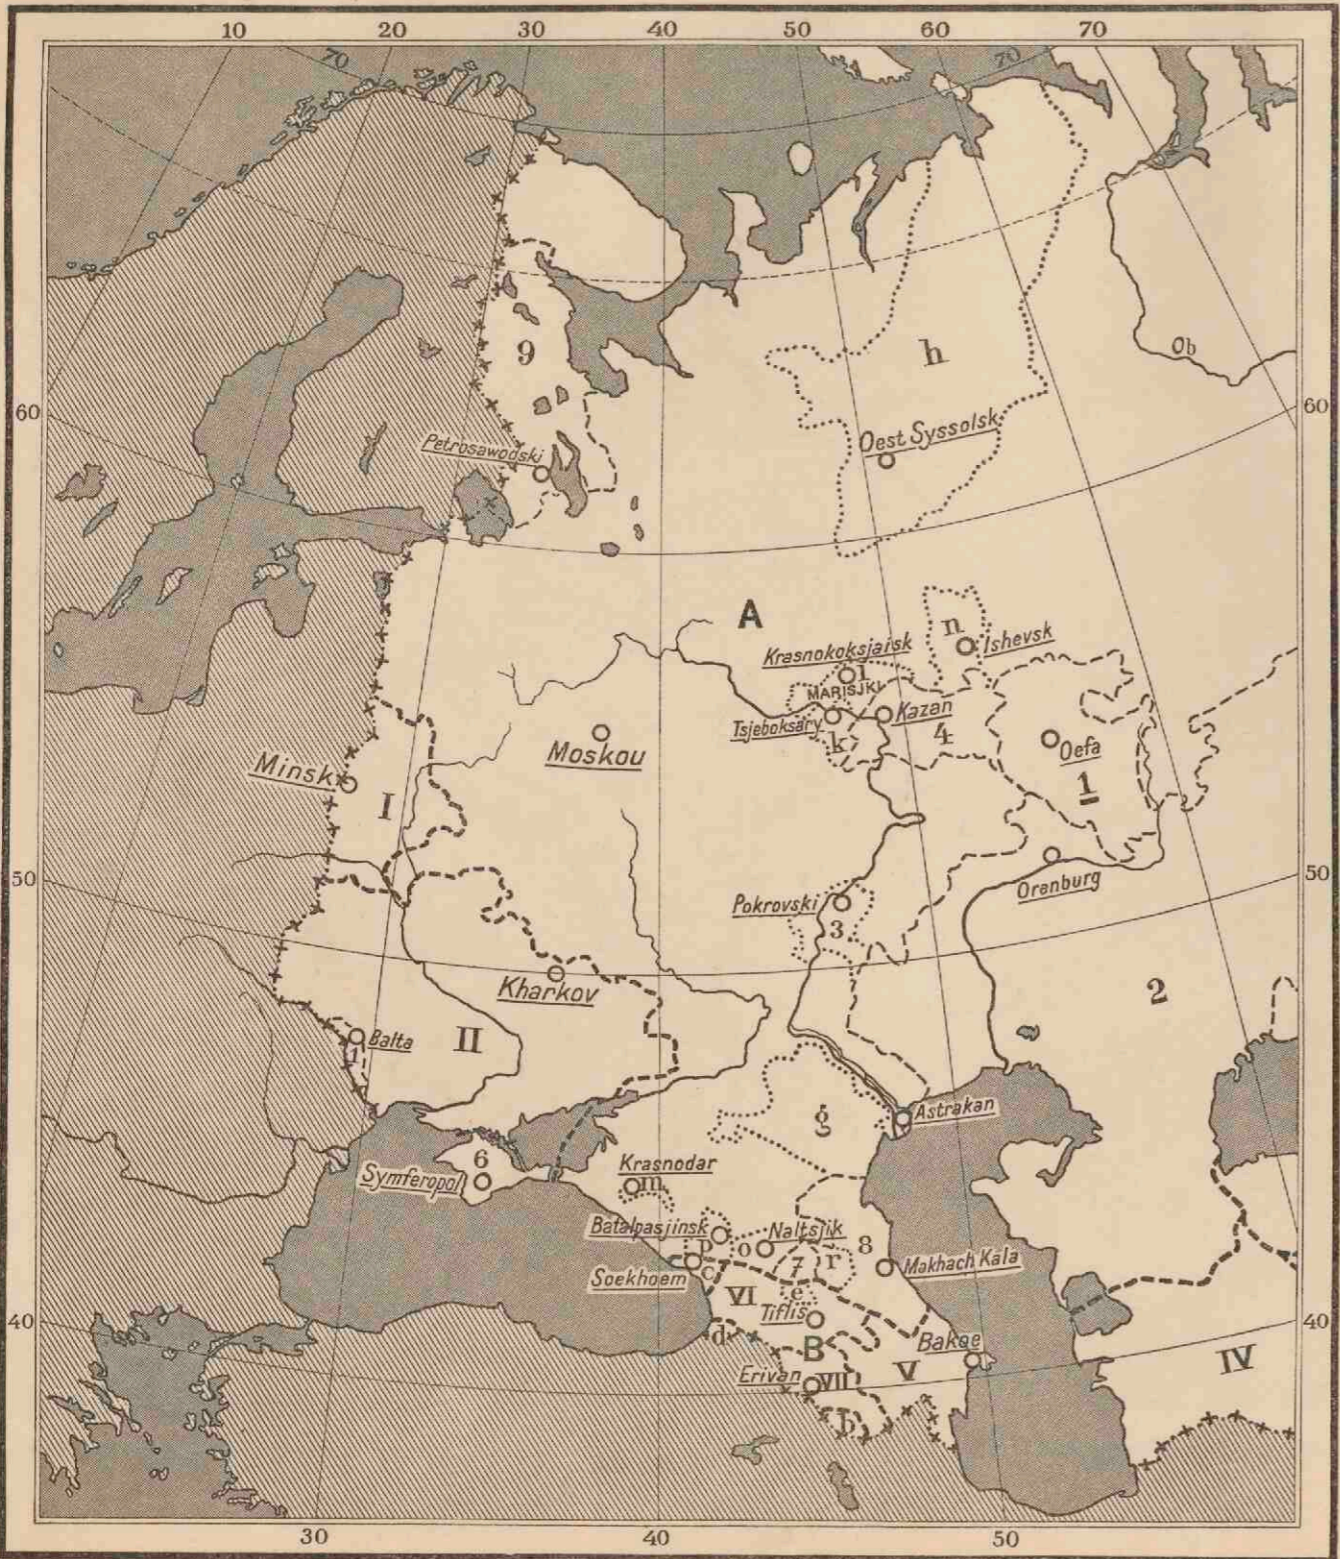 10 20 30 40 50 60 70
70 70
h
Ob
9
60 60
Petrosawodski
Oest Syssolsk
A
n
Ishevsk
Krasnokoksjaisk
l
MARISJKI
Tsjeboksary
Kazan
k
4
Oefa
1
Moskou
Minsk
I
50 50
Orenburg
Pokrovski
3
2
Kharkov
II
Balta
1
Astrakan
g
6
Symferopol
Krasnodar
m
Batalpasjinsk
Naltsjik
p
o
8
7
r
Makhach Kala
Soekhoem
c
VI
e
Tiflis
40 40
d
B
Bakoe
V
IV
Erivan
VII
b
30 40 50